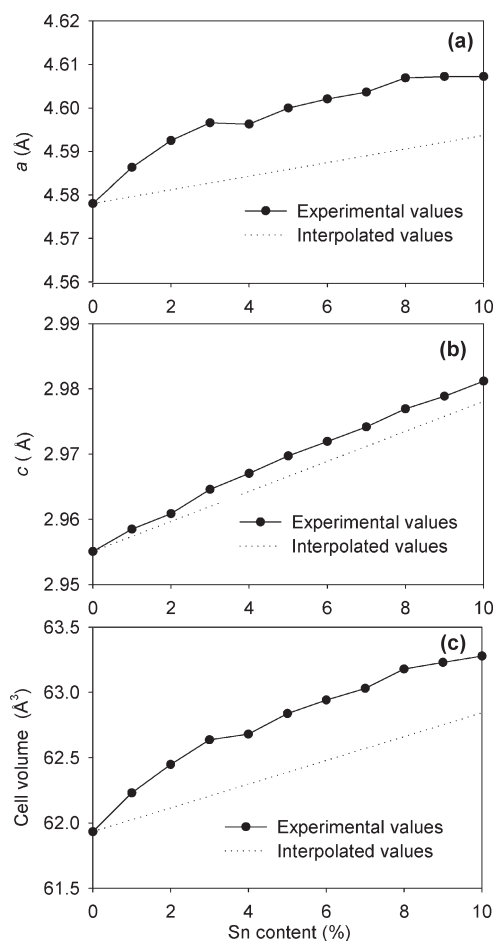 4.62
(a)
4.61
4.60
4.59
4.58
4.57
4.56
a (Å)
Experimental values
Interpolated values
0 2 4 6 8 10
2.99
(b)
2.98
2.97
2.96
2.95
c (Å)
Experimental values
Interpolated values
0 2 4 6 8 10
63.5
(c)
63.0
62.5
62.0
61.5
Cell volume (Å³)
Experimental values
Interpolated values
0 2 4 6 8 10
Sn content (%)